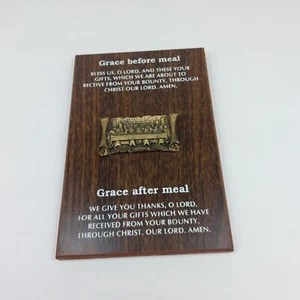 Grace before meal
BLESS US, O LORD, AND THESE YOUR
GIFTS, WHICH WE ARE ABOUT TO
RECEIVE FROM YOUR BOUNTY, THROUGH
CHRIST OUR LORD. AMEN.
Grace after meal
WE GIVE YOU THANKS, O LORD,
FOR ALL YOUR GIFTS WHICH WE HAVE
RECEIVED FROM YOUR BOUNTY,
THROUGH CHRIST, OUR LORD. AMEN.